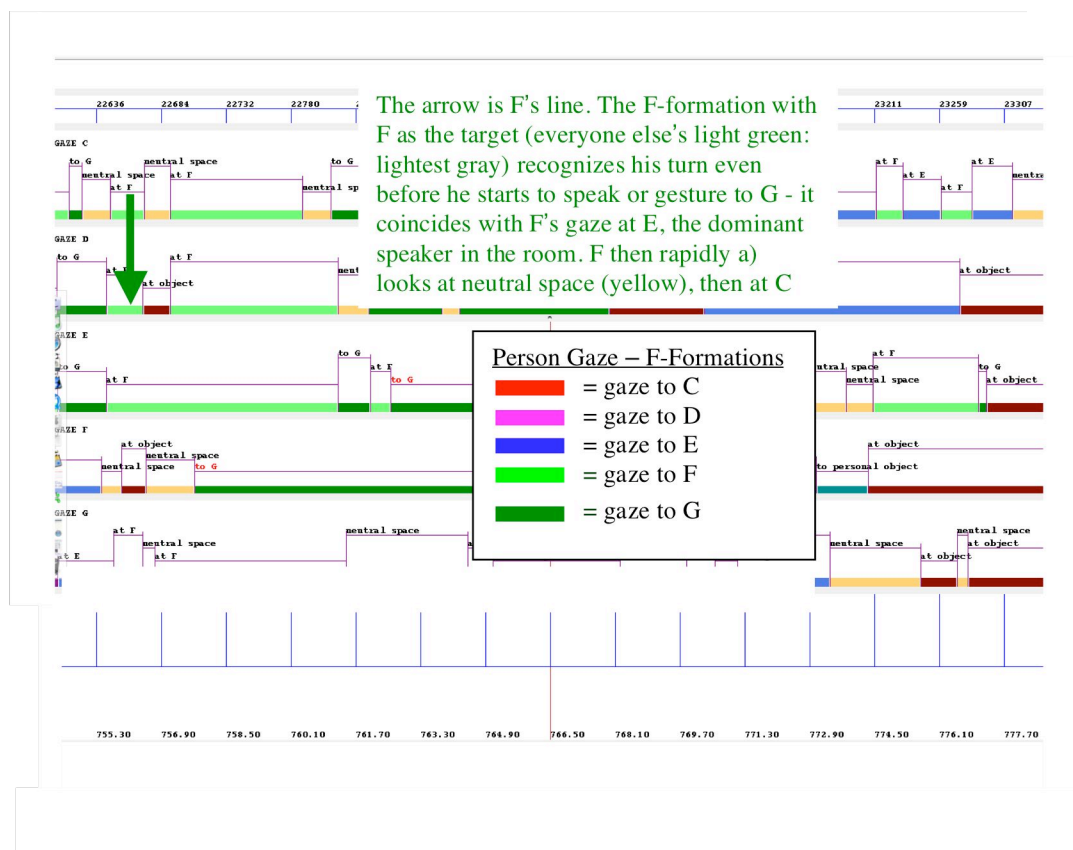 22636 22684 22732 22780
The arrow is F's line. The F-formation with
F as the target (everyone else's light green:
lightest gray) recognizes his turn even
before he starts to speak or gesture to G - it
coincides with F's gaze at E, the dominant
speaker in the room. F then rapidly a)
looks at neutral space (yellow), then at C
23211 23259 23307
GAZE C
to G neutral space to G
neutral space at F neutral sp
at F
at F at E
at E neutra
at F
GAZE D
to G at F
at F neut
at object
at object
GAZE E
to G at F to G at F to G
at F
neutral space to G
neutral space at object
Person Gaze – F-Formations
= gaze to C
= gaze to D
= gaze to E
= gaze to F
= gaze to G
GAZE F
at object
neutral space
neutral space to G
at object
to personal object
GAZE G
at F neutral space
neutral space
at E at F
neutral space
neutral space at object
at object
755.30 756.90 758.50 760.10 761.70 763.30 764.90 766.50 768.10 769.70 771.30 772.90 774.50 776.10 777.70